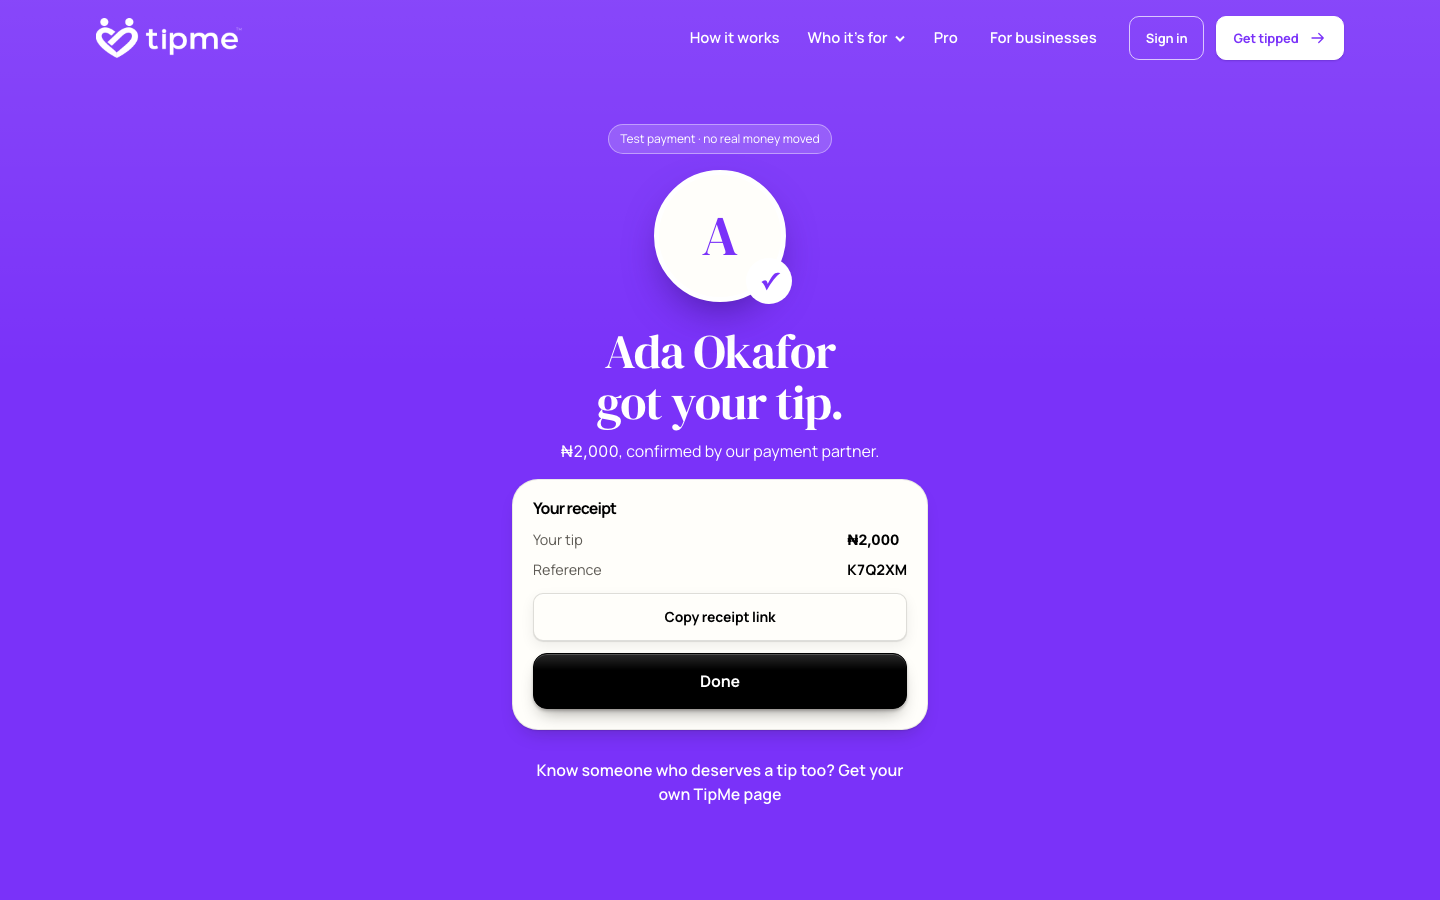 tipme
How it works
Who it's for
Pro
For businesses
Sign in
Get tipped
Test payment · no real money moved
A
Ada Okafor
got your tip.
₦2,000, confirmed by our payment partner.
Your receipt
Your tip ₦2,000
Reference K7Q2XM
Copy receipt link
Done
Know someone who deserves a tip too? Get your
own TipMe page